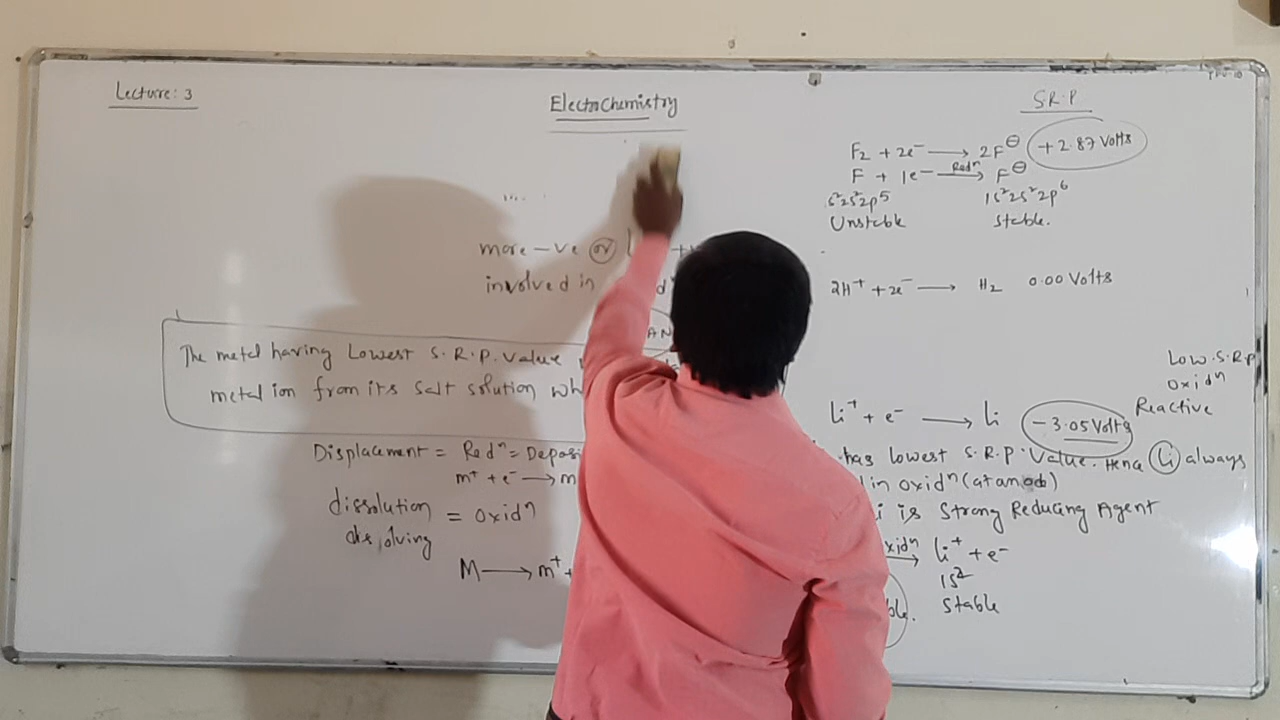 Lecture: 3
Electrochemistry
S.R.P
F₂ + 2e⁻ ⟶ 2F⊖ +2.87 Volts
F + 1e⁻ Redⁿ⟶ F⊖
s²2s²2p⁵ 1s²2s²2p⁶
Unstable Stable.
more -ve or
involved in
2H⁺ + 2e⁻ ⟶ H₂ 0.00 Volts
The metal having Lowest S.R.P. Value
metal ion from its salt solution
Low.S.R.P
oxidⁿ
Reactive
Li⁺ + e⁻ ⟶ Li -3.05 Volts
has lowest S.R.P. Value. Hence Li always
in oxidⁿ (at anode)
is Strong Reducing Agent
Displacement = Redⁿ =
m⁺ + e⁻ ⟶ m
dissolution = oxidⁿ
dissolving
M ⟶ m⁺ +
oxidⁿ⟶ Li⁺ + e⁻
1s²
Stable